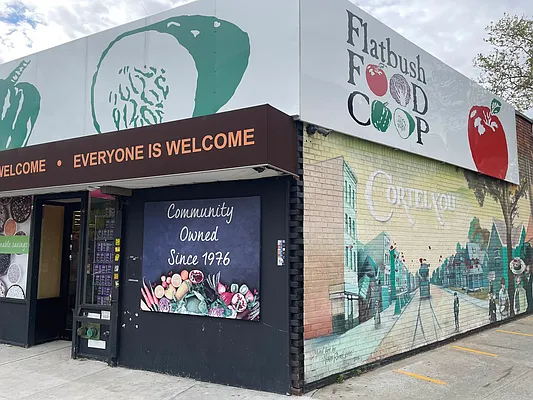 WELCOME • EVERYONE IS WELCOME
Community
Owned
Since 1976
Flatbush
FOOD
COOP
CORTELYOU